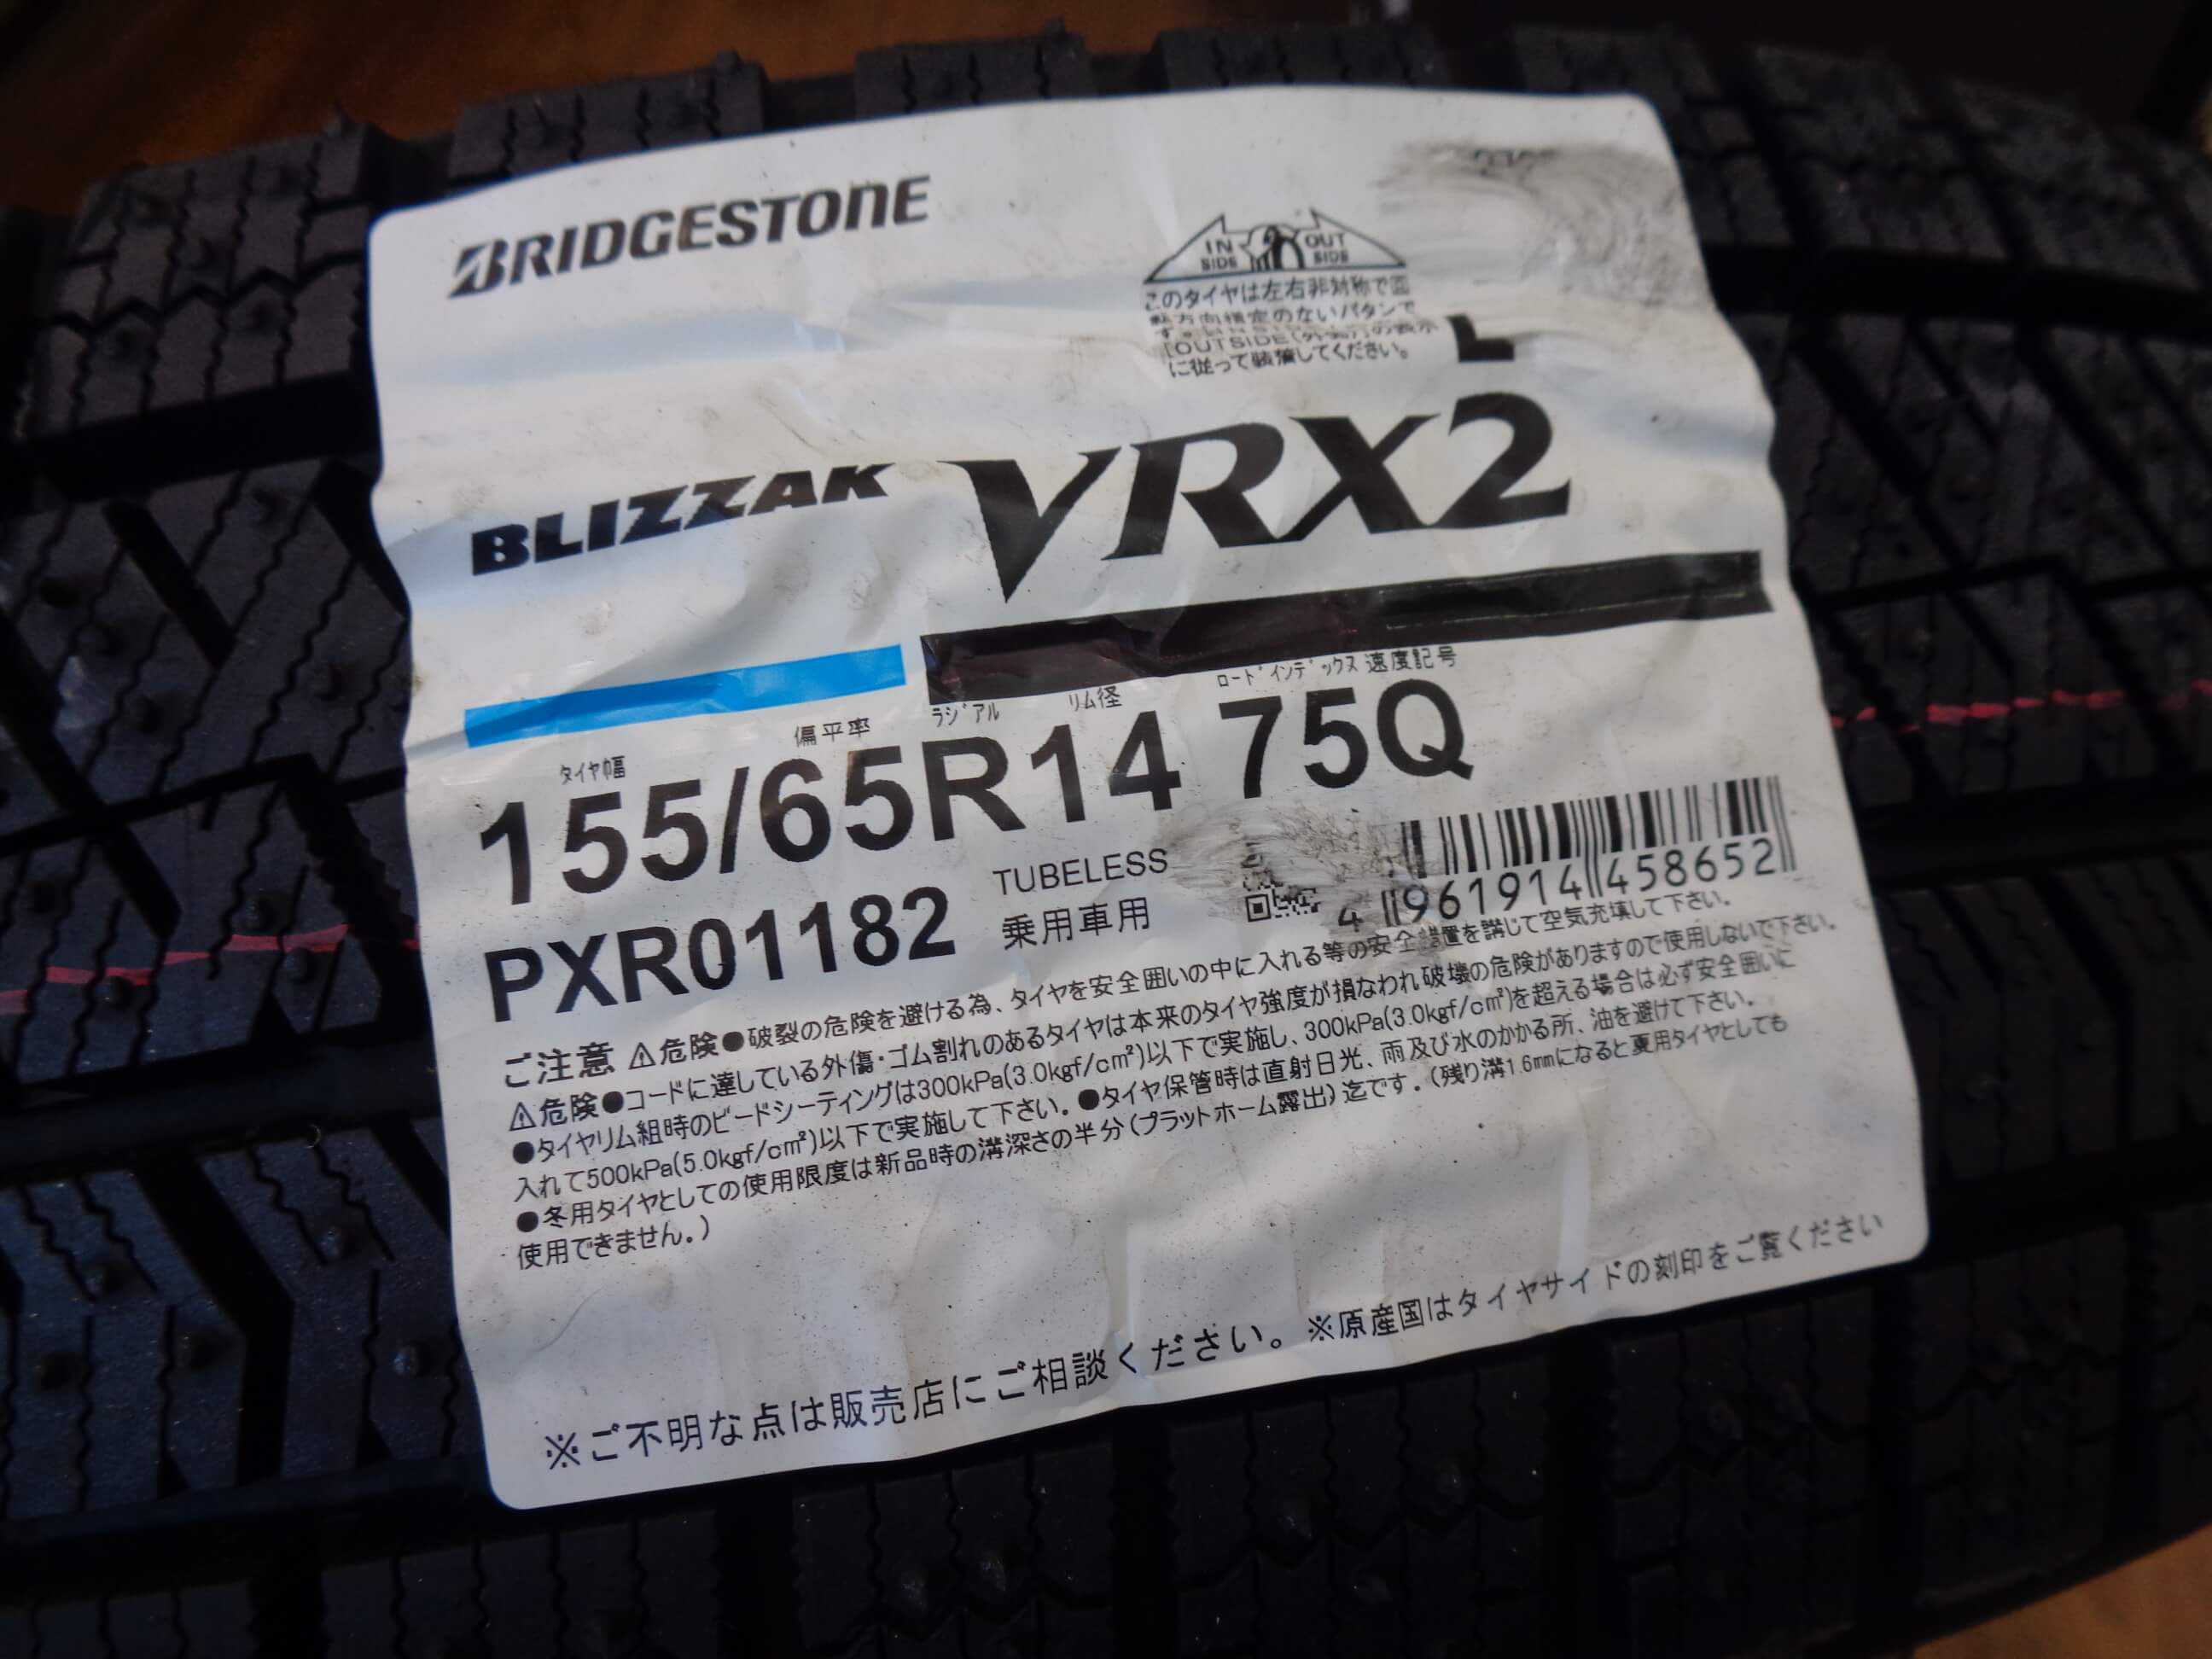 BRIDGESTONE
IN SIDE OUT SIDE
このタイヤは左右非対称で回
転方向指定のないパタンで
す。
[OUTSIDE(外側)]の表示
に従って装着してください。
L
BLIZZAK VRX2
タイヤ幅 偏平率 ラジアル リム径 ロードインデックス 速度記号
155/65R14 75Q
PXR01182
TUBELESS
乗用車用
4 961914 458652
ご注意 ⚠危険●破裂の危険を避ける為、タイヤを安全囲いの中に入れる等の安全措置を講じて空気充填して下さい。
⚠危険●コードに達している外傷・ゴム割れのあるタイヤは本来のタイヤ強度が損なわれ破壊の危険がありますので使用しないで下さい。
●タイヤリム組時のビードシーティングは300kPa(3.0kgf/c㎡)以下で実施し、300kPa(3.0kgf/c㎡)を超える場合は必ず安全囲いに
入れて500kPa(5.0kgf/c㎡)以下で実施して下さい。●タイヤ保管時は直射日光、雨及び水のかかる所、油を避けて下さい。
●冬用タイヤとしての使用限度は新品時の溝深さの半分(プラットホーム露出)迄です。(残り溝1.6㎜になると夏用タイヤとしても
使用できません。)
※ご不明な点は販売店にご相談ください。※原産国はタイヤサイドの刻印をご覧ください